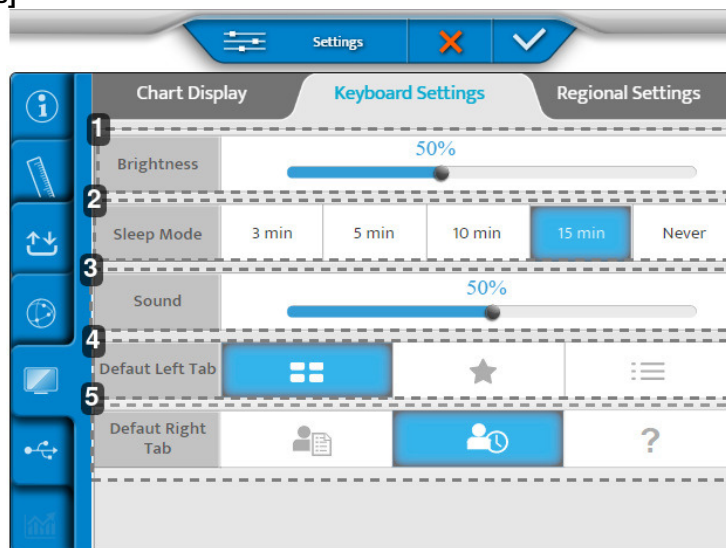 Settings
Chart Display Keyboard Settings Regional Settings
1
Brightness 50%
2
Sleep Mode 3 min 5 min 10 min 15 min Never
3
Sound 50%
4
Defaut Left Tab
5
Defaut Right
Tab ?